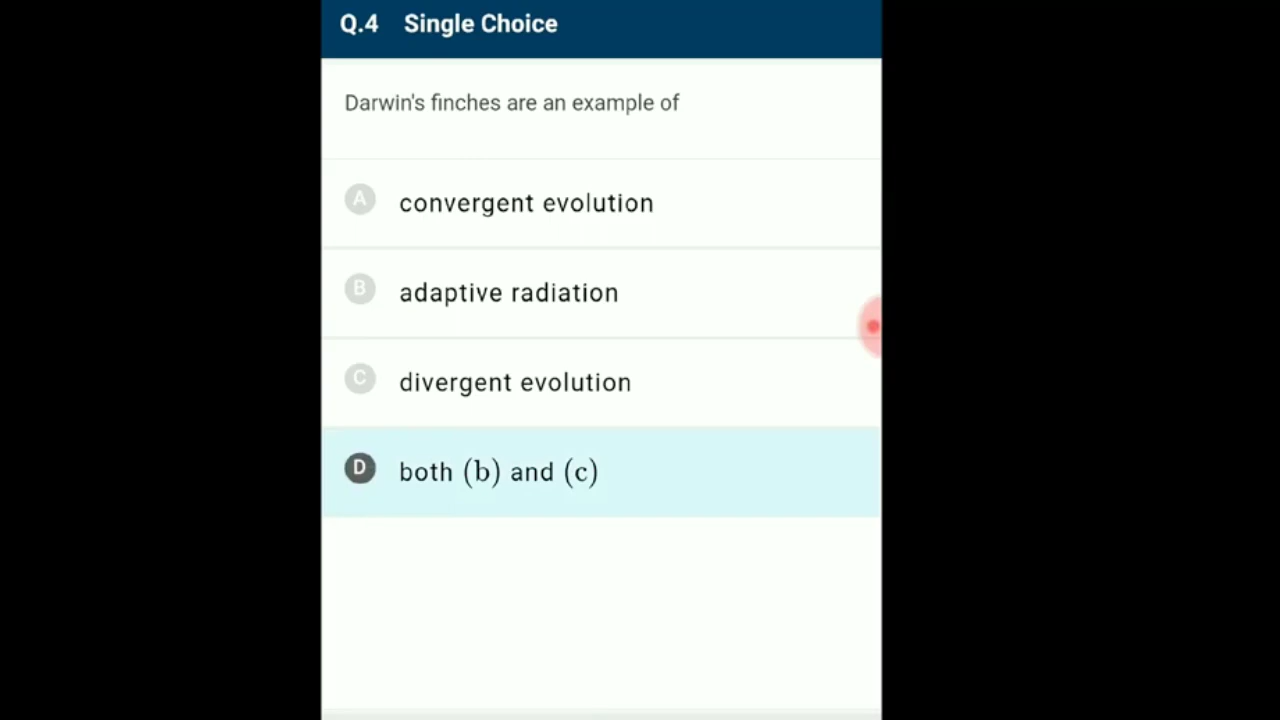 Q.4 Single Choice
Darwin's finches are an example of
A convergent evolution
B adaptive radiation
C divergent evolution
D both (b) and (c)